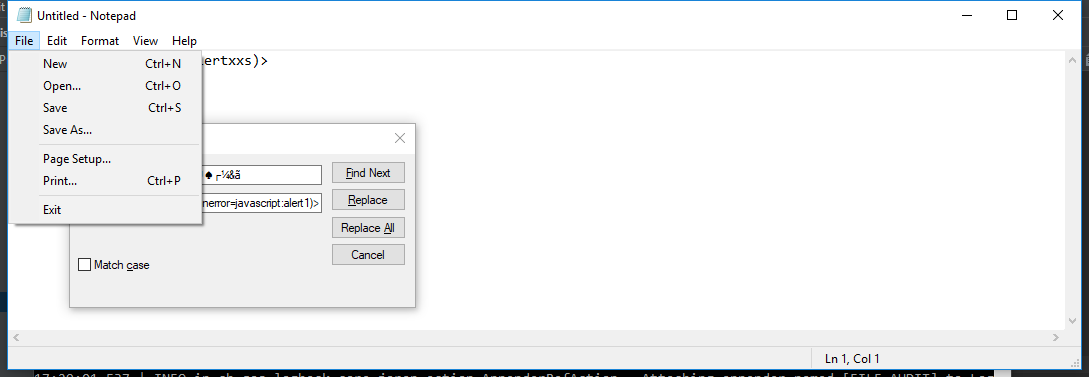 Untitled - Notepad
File Edit Format View Help
New Ctrl+N
Open... Ctrl+O
Save Ctrl+S
Save As...
Page Setup...
Print... Ctrl+P
Exit
ertxxs)>
♠┌¼&ã
nerror=javascript:alert1)>
Find Next
Replace
Replace All
Cancel
Match case
Ln 1, Col 1